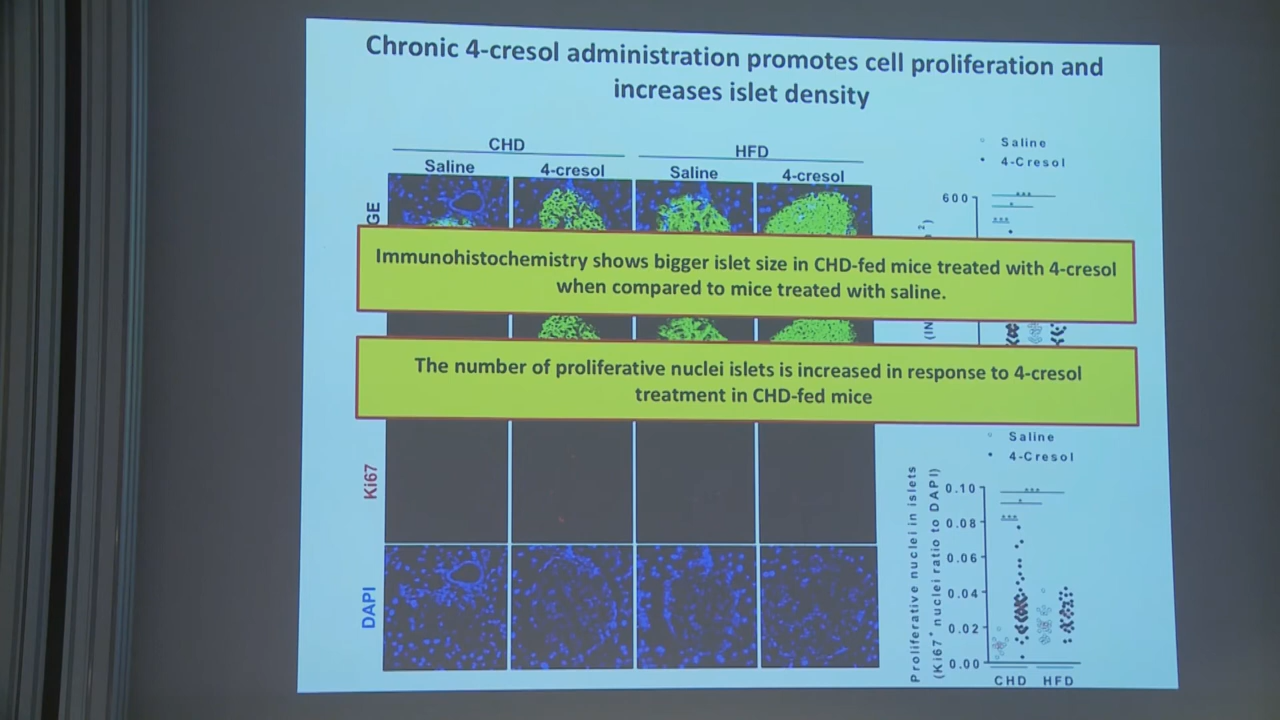 Chronic 4-cresol administration promotes cell proliferation and
increases islet density
CHD
HFD
Saline
4-cresol
Saline
4-cresol
Saline
4-Cresol
GE
600
***
*
***
Immunohistochemistry shows bigger islet size in CHD-fed mice treated with 4-cresol
when compared to mice treated with saline.
(IN
The number of proliferative nuclei islets is increased in response to 4-cresol
treatment in CHD-fed mice
Saline
4-Cresol
Ki67
DAPI
Proliferative nuclei in islets
(Ki67+ nuclei ratio to DAPI)
***
*
***
0.10
0.08
0.06
0.04
0.02
0.00
CHD
HFD